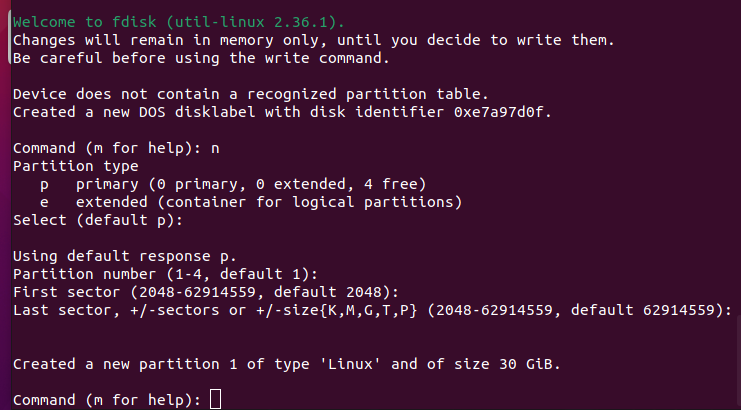 Welcome to fdisk (util-linux 2.36.1).
Changes will remain in memory only, until you decide to write them.
Be careful before using the write command.
Device does not contain a recognized partition table.
Created a new DOS disklabel with disk identifier 0xe7a97d0f.
Command (m for help): n
Partition type
   p   primary (0 primary, 0 extended, 4 free)
   e   extended (container for logical partitions)
Select (default p):
Using default response p.
Partition number (1-4, default 1):
First sector (2048-62914559, default 2048):
Last sector, +/-sectors or +/-size{K,M,G,T,P} (2048-62914559, default 62914559):
Created a new partition 1 of type 'Linux' and of size 30 GiB.
Command (m for help):